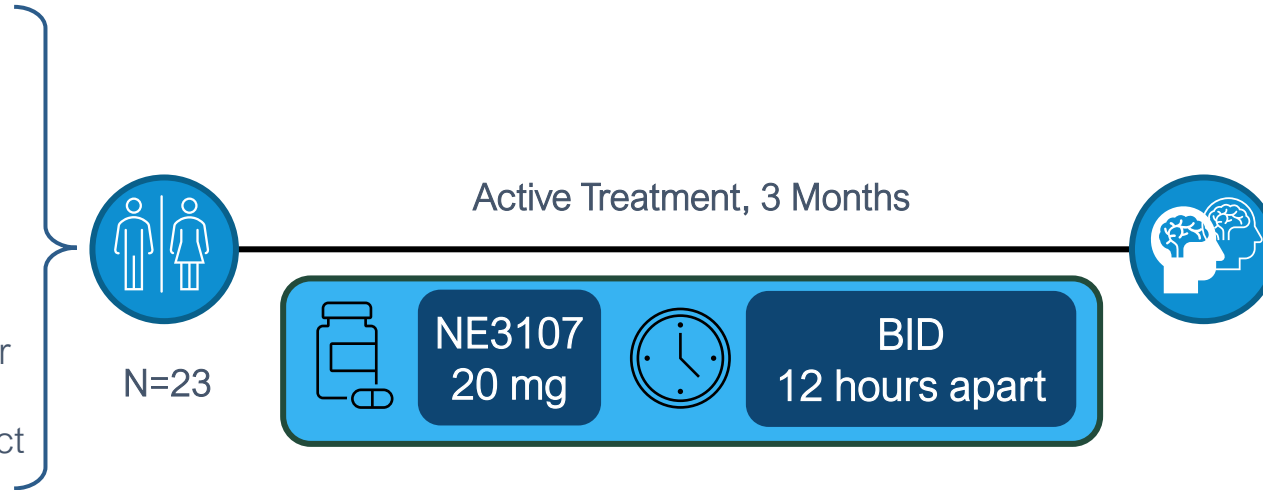 Active Treatment, 3 Months
NE3107
20 mg
BID
12 hours apart
N=23